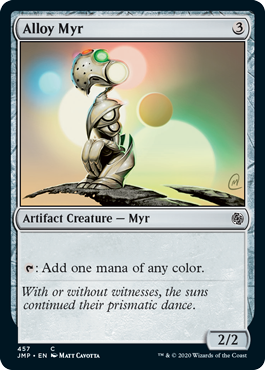 Alloy Myr 3
Artifact Creature — Myr
: Add one mana of any color.
With or without witnesses, the suns
continued their prismatic dance.
2/2
457 C
JMP • EN MATT CAVOTTA
™ & © 2020 Wizards of the Coast